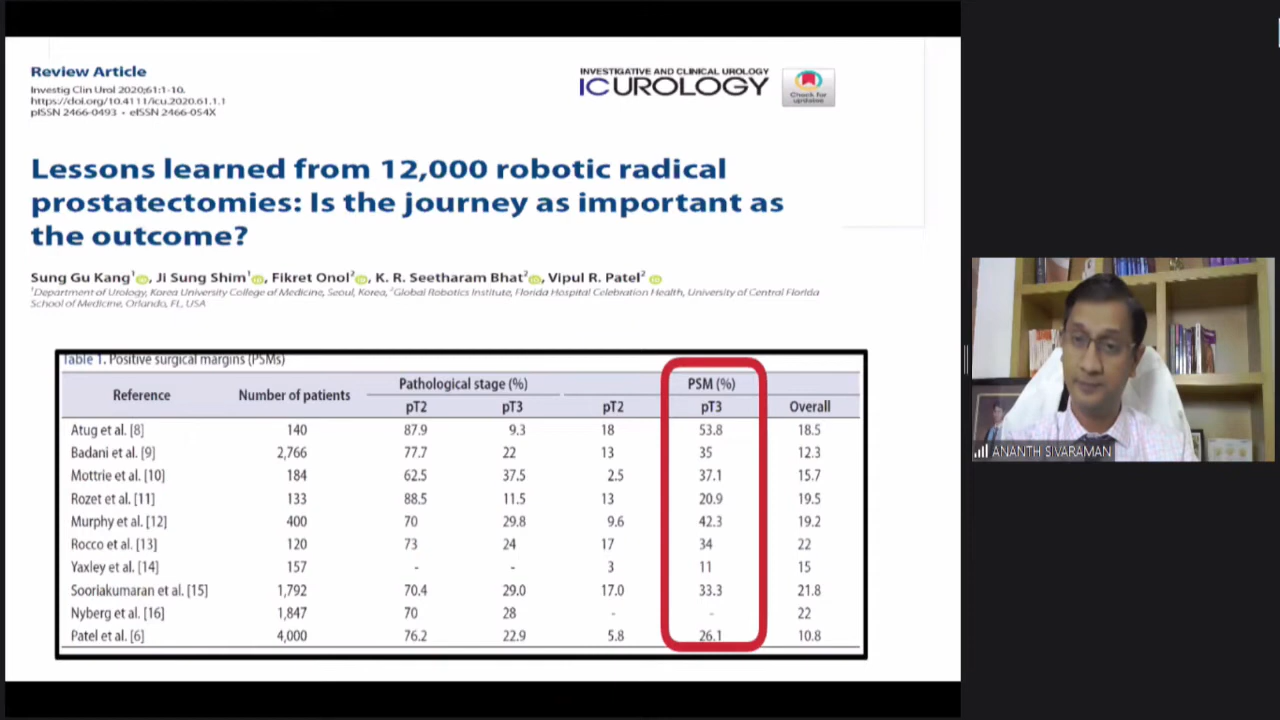 Review Article
Investig Clin Urol 2020;61:1-10.
https://doi.org/10.4111/icu.2020.61.1.1
pISSN 2466-0493 • eISSN 2466-054X
INVESTIGATIVE AND CLINICAL UROLOGY
ICUROLOGY
Check for
updates
Lessons learned from 12,000 robotic radical
prostatectomies: Is the journey as important as
the outcome?
Sung Gu Kang1, Ji Sung Shim1, Fikret Onol2, K. R. Seetharam Bhat2, Vipul R. Patel2
1Department of Urology, Korea University College of Medicine, Seoul, Korea, 2Global Robotics Institute, Florida Hospital Celebration Health, University of Central Florida
School of Medicine, Orlando, FL, USA
Table 1. Positive surgical margins (PSMs)
Reference Number of patients Pathological stage (%) PSM (%)
pT2 pT3 pT2 pT3 Overall
Atug et al. [8] 140 87.9 9.3 18 53.8 18.5
Badani et al. [9] 2,766 77.7 22 13 35 12.3
Mottrie et al. [10] 184 62.5 37.5 2.5 37.1 15.7
Rozet et al. [11] 133 88.5 11.5 13 20.9 19.5
Murphy et al. [12] 400 70 29.8 9.6 42.3 19.2
Rocco et al. [13] 120 73 24 17 34 22
Yaxley et al. [14] 157 - - 3 11 15
Sooriakumaran et al. [15] 1,792 70.4 29.0 17.0 33.3 21.8
Nyberg et al. [16] 1,847 70 28 - - 22
Patel et al. [6] 4,000 76.2 22.9 5.8 26.1 10.8
ANANTH SIVARAMAN